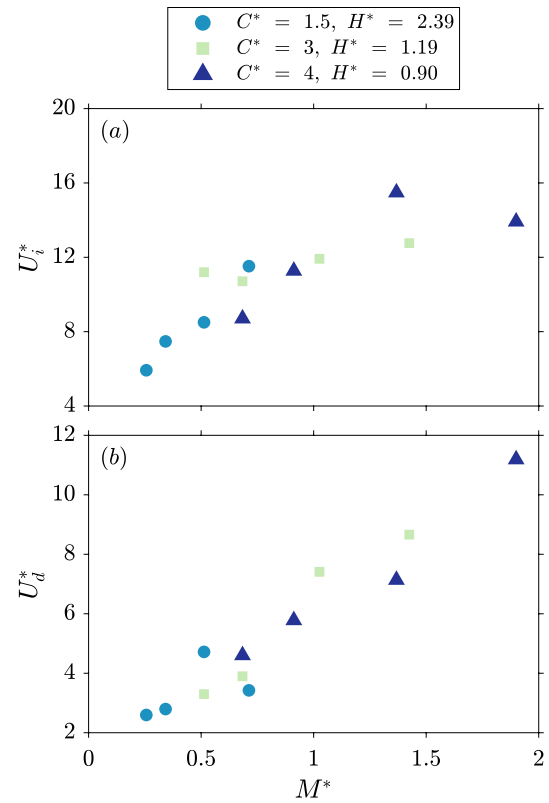 C* = 1.5, H* = 2.39
C* = 3, H* = 1.19
C* = 4, H* = 0.90
20
(a)
16
U*i
12
8
4
12
(b)
10
8
U*d
6
4
2
0 0.5 1 1.5 2
M*